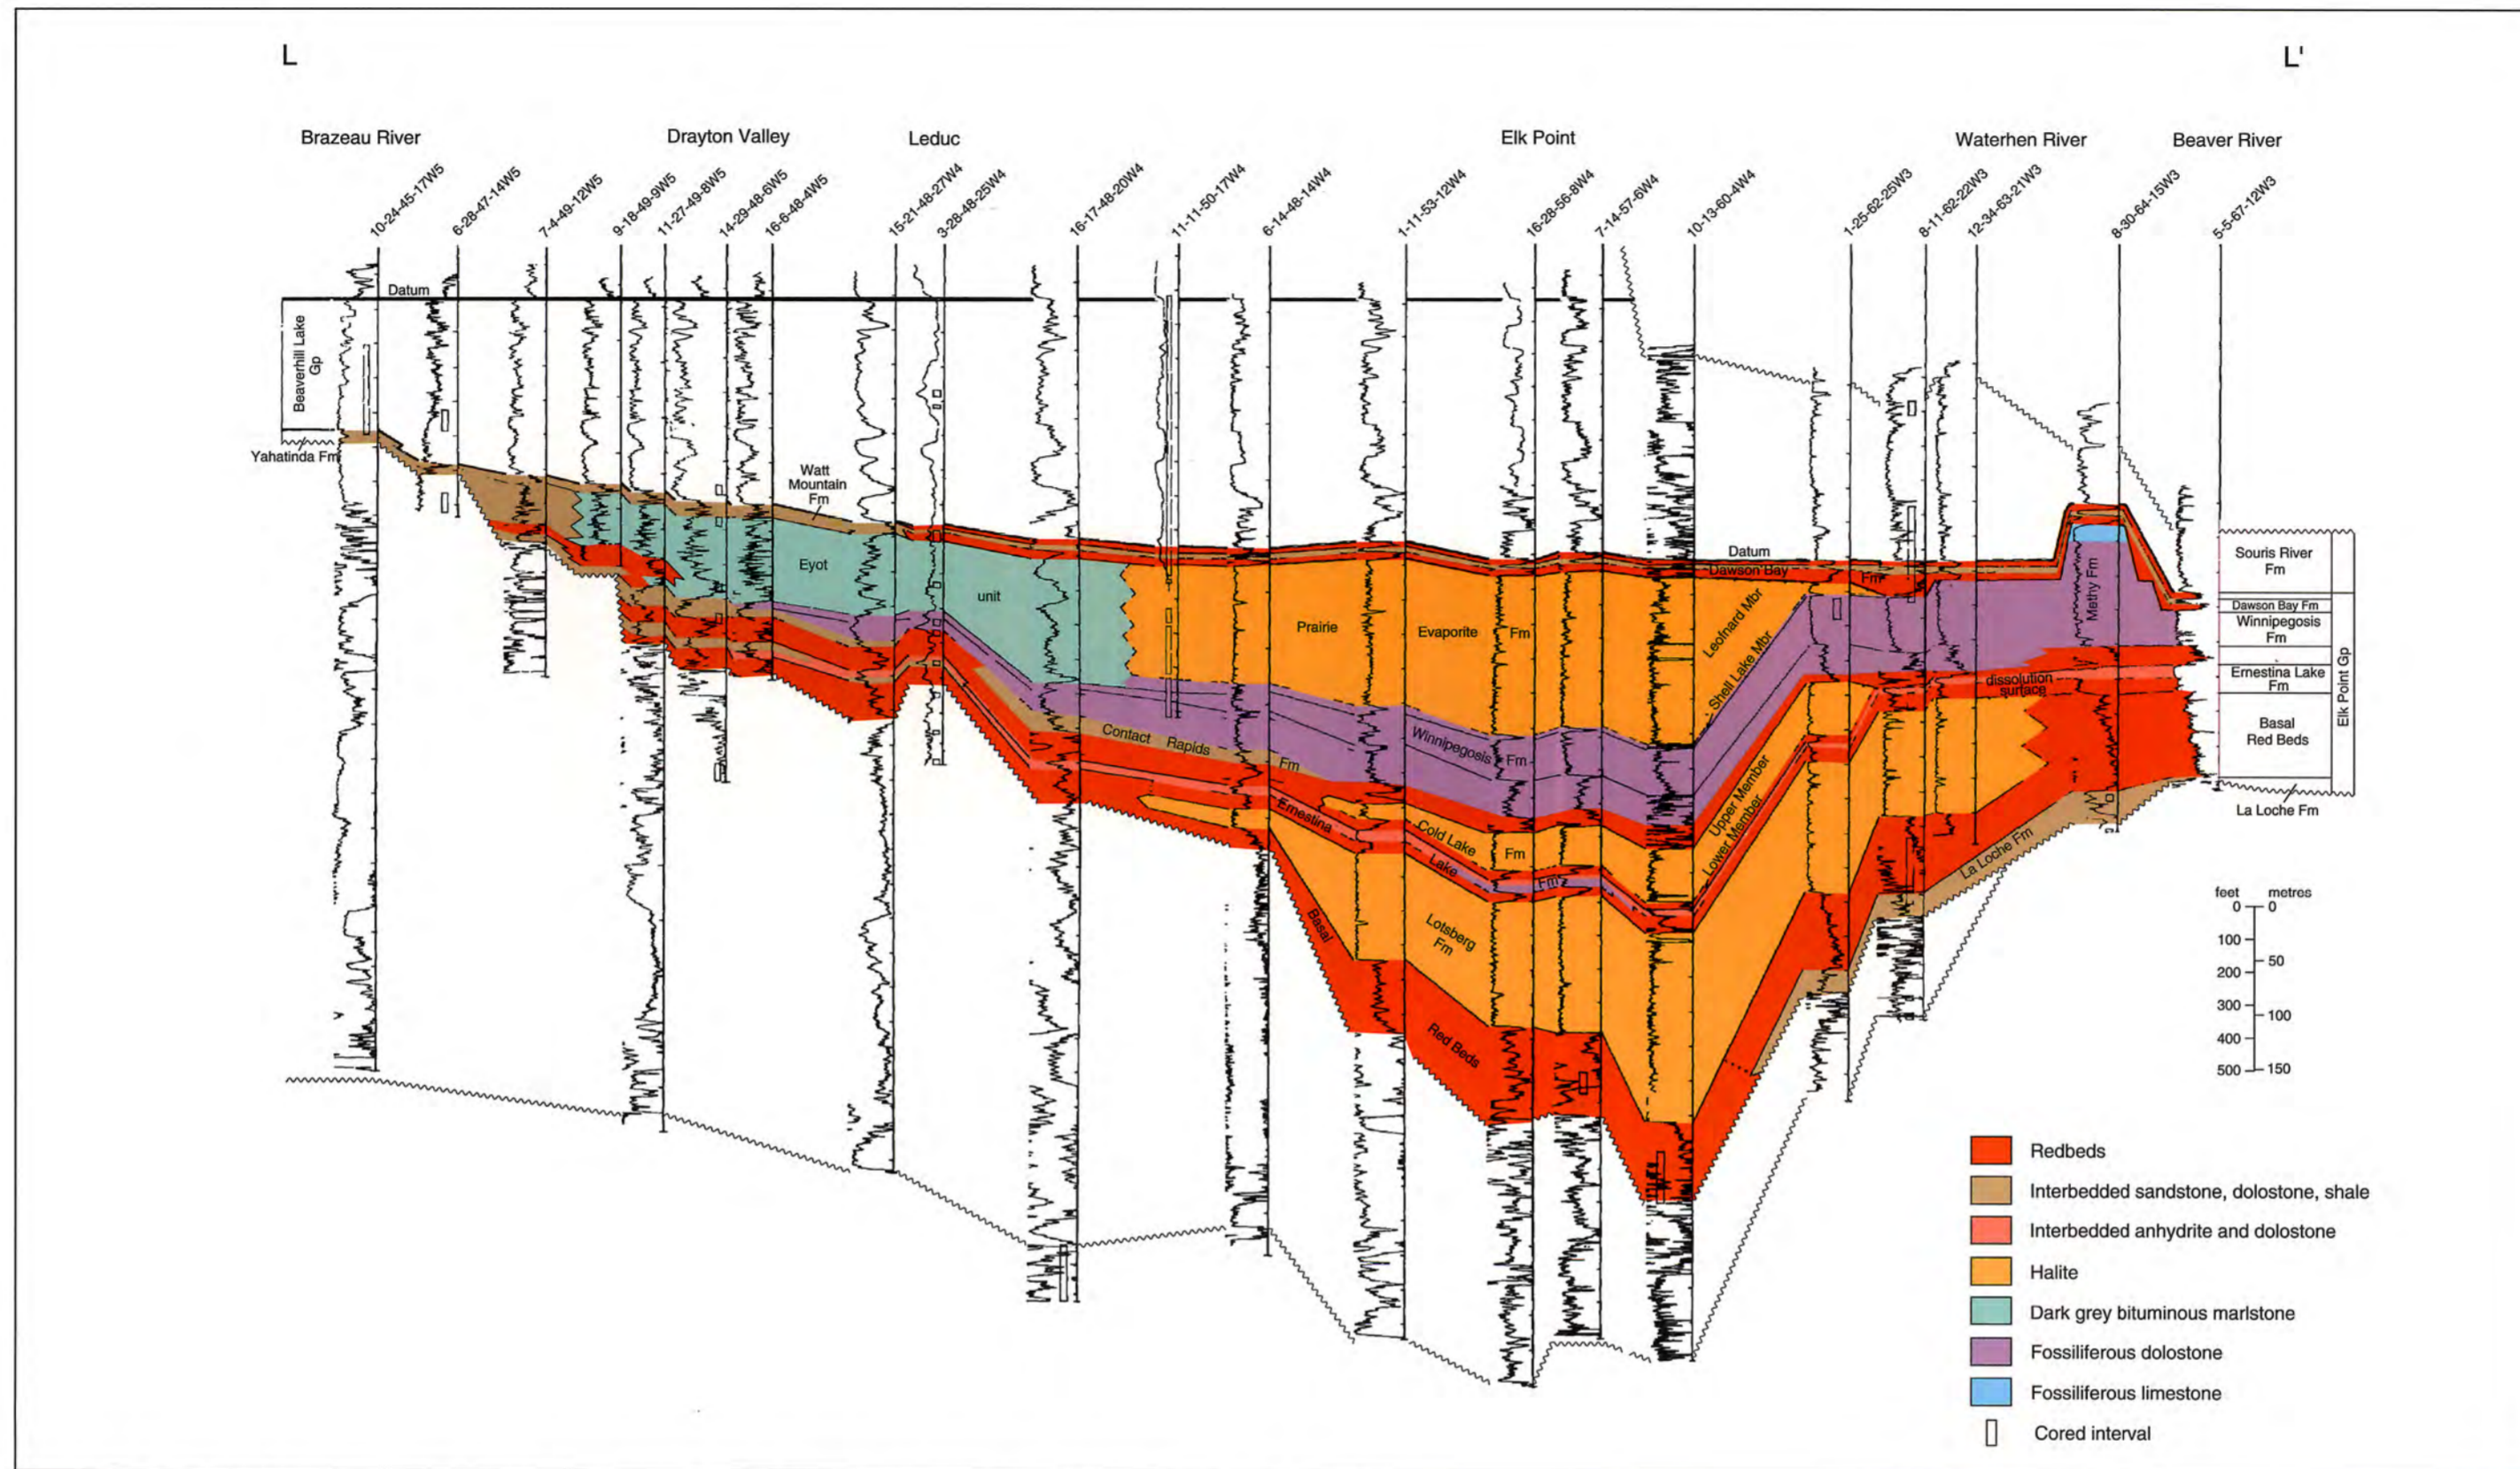 L
L'
Brazeau River
Drayton Valley
Leduc
Elk Point
Waterhen River
Beaver River
10-24-45-17W5
6-28-47-14W5
7-4-49-12W5
9-18-49-9W5
11-27-49-8W5
14-29-48-6W5
16-6-48-4W5
15-21-48-27W4
3-28-48-25W4
16-17-48-20W4
11-11-50-17W4
6-14-48-14W4
1-11-53-12W4
16-28-56-8W4
7-14-57-6W4
10-13-60-4W4
1-25-62-25W3
8-11-62-22W3
12-34-63-21W3
8-30-64-15W3
5-5-67-12W3
Datum
Beaverhill Lake
Gp
Yahatinda Fm
Watt
Mountain
Fm
Eyot
unit
Prairie
Evaporite
Fm
Datum
Dawson Bay
Fm
Leofnard Mbr
Shell Lake Mbr
Methy Fm
Winnipegosis
Fm
Contact Rapids
Fm
dissolution
surface
Ernestina
Lake
Fm
Cold Lake
Fm
Upper Member
Lower Member
Lotsberg
Fm
Basal
Red Beds
La Loche Fm
Souris River
Fm
Dawson Bay Fm
Winnipegosis
Fm
Ernestina Lake
Fm
Basal
Red Beds
Elk Point Gp
La Loche Fm
feet metres
0 0
100
200 50
300
100
400
500 150
Redbeds
Interbedded sandstone, dolostone, shale
Interbedded anhydrite and dolostone
Halite
Dark grey bituminous marlstone
Fossiliferous dolostone
Fossiliferous limestone
Cored interval